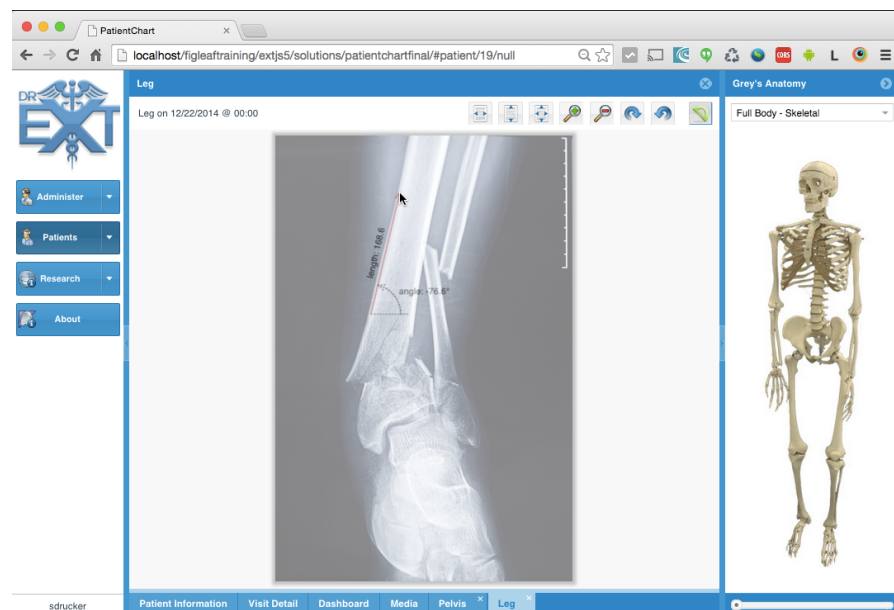 PatientChart
localhost/figleaftraining/extjs5/solutions/patientchartfinal/#patient/19/null
CORS
L
DR
EXT
Leg
Grey's Anatomy
Leg on 12/22/2014 @ 00:00
Full Body - Skeletal
Administer
Patients
Research
About
length: 168.6
angle: -76.6°
sdrucker
Patient Information Visit Detail Dashboard Media Pelvis Leg